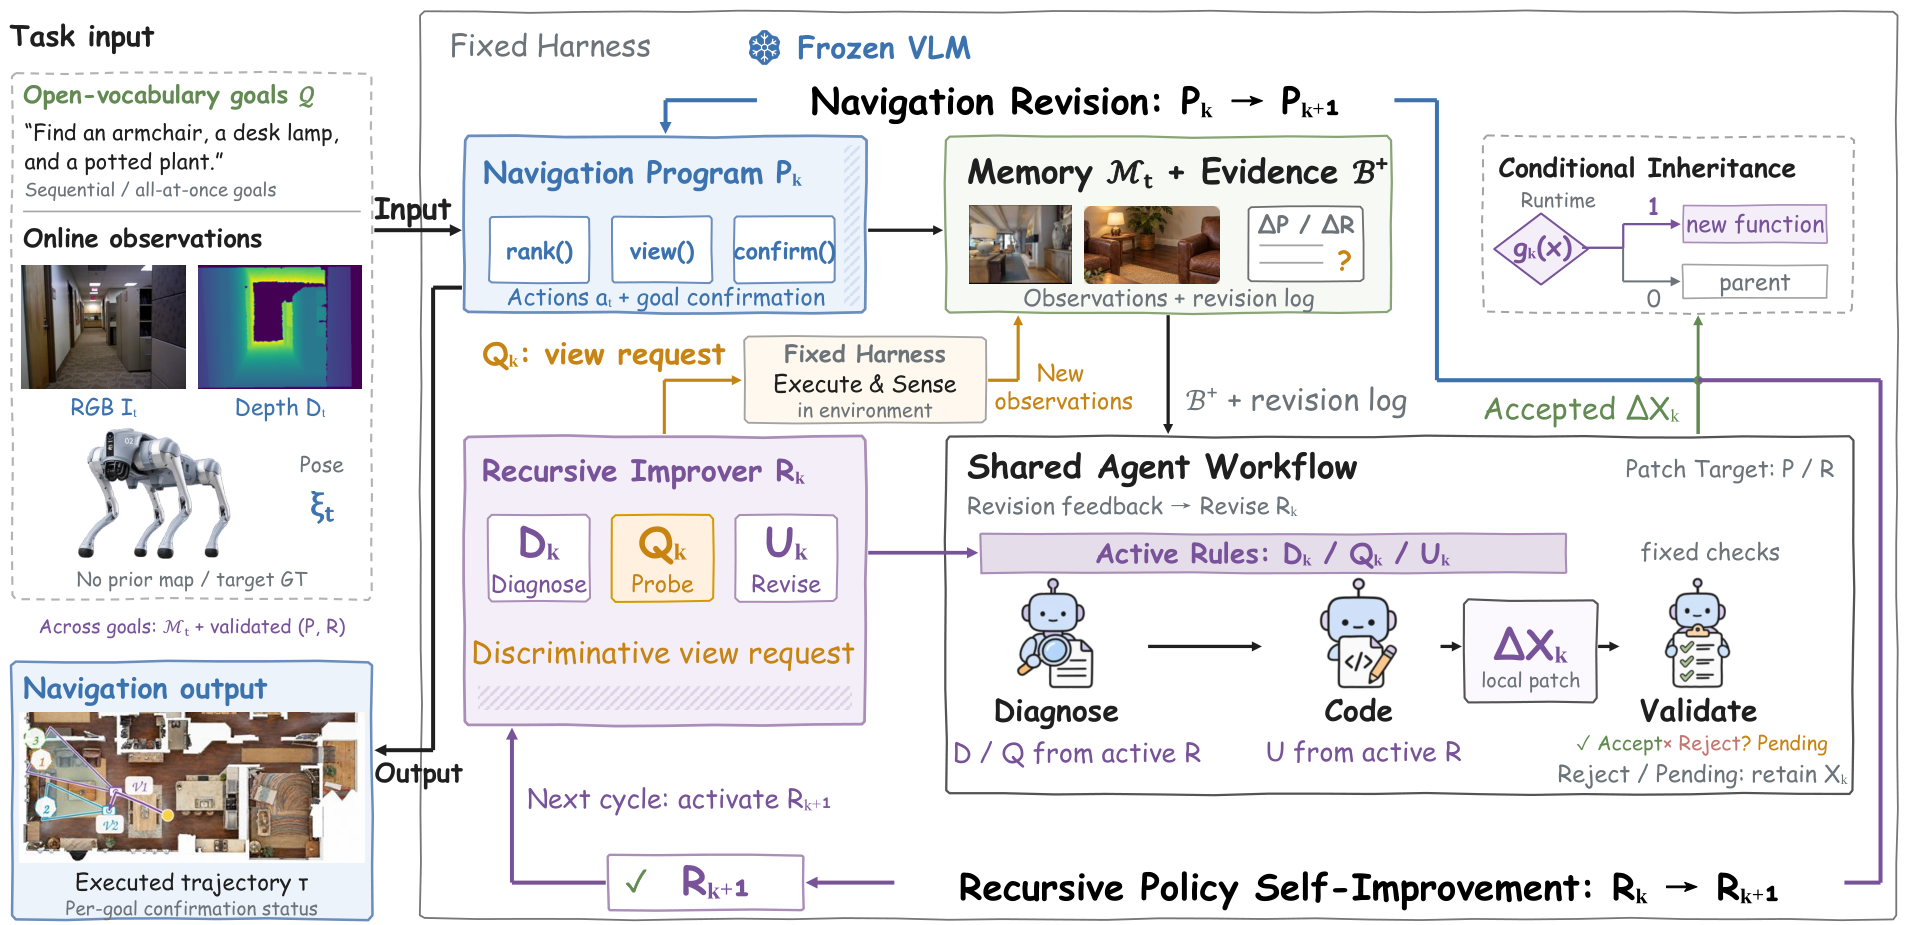 Task input
Open-vocabulary goals 𝒬
“Find an armchair, a desk lamp,
and a potted plant.”
Sequential / all-at-once goals
Online observations
RGB Iₜ
Depth Dₜ
02
Pose
ξₜ
No prior map / target GT
Across goals: ℳₜ + validated (P, R)
Navigation output
3
1
2
V1
V2
Executed trajectory τ
Per-goal confirmation status
Input
Output
Fixed Harness
Frozen VLM
Navigation Revision: Pₖ → Pₖ₊₁
Navigation Program Pₖ
rank()
view()
confirm()
Actions aₜ + goal confirmation
Memory ℳₜ + Evidence ℬ⁺
ΔP / ΔR
?
Observations + revision log
Conditional Inheritance
Runtime
gₖ(x)
1
new function
0
parent
Qₖ: view request
Fixed Harness
Execute & Sense
in environment
New
observations
ℬ⁺ + revision log
Accepted ΔXₖ
Recursive Improver Rₖ
Dₖ
Diagnose
Qₖ
Probe
Uₖ
Revise
Discriminative view request
Shared Agent Workflow
Patch Target: P / R
Revision feedback → Revise Rₖ
Active Rules: Dₖ / Qₖ / Uₖ
fixed checks
</>
ΔXₖ
local patch
Diagnose
Code
Validate
D / Q from active R
U from active R
✓ Accept× Reject? Pending
Reject / Pending: retain Xₖ
Next cycle: activate Rₖ₊₁
✓ Rₖ₊₁
Recursive Policy Self-Improvement: Rₖ → Rₖ₊₁